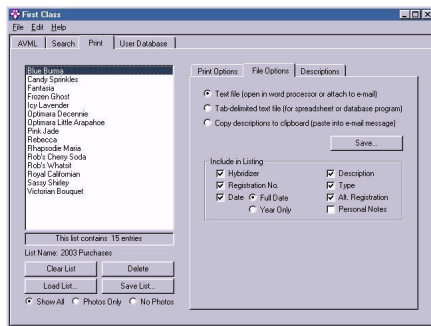 First Class
File Edit Help
AVML Search Print User Database
Blue Burma
Candy Sprinkles
Fantasia
Frozen Ghost
Icy Lavender
Optimara Decennie
Optimara Little Arapahoe
Pink Jade
Rebecca
Rhapsodie Maria
Rob's Cherry Soda
Rob's Whatsit
Royal Californian
Sassy Shirley
Victorian Bouquet
This list contains 15 entries
List Name: 2003 Purchases
Clear List Delete
Load List... Save List...
Show All Photos Only No Photos
Print Options File Options Descriptions
Text file (open in word processor or attach to e-mail)
Tab-delimited text file (for spreadsheet or database program)
Copy descriptions to clipboard (paste into e-mail message)
Save...
Include in Listing
Hybridizer Description
Registration No. Type
Date Full Date Alt. Registration
Year Only Personal Notes